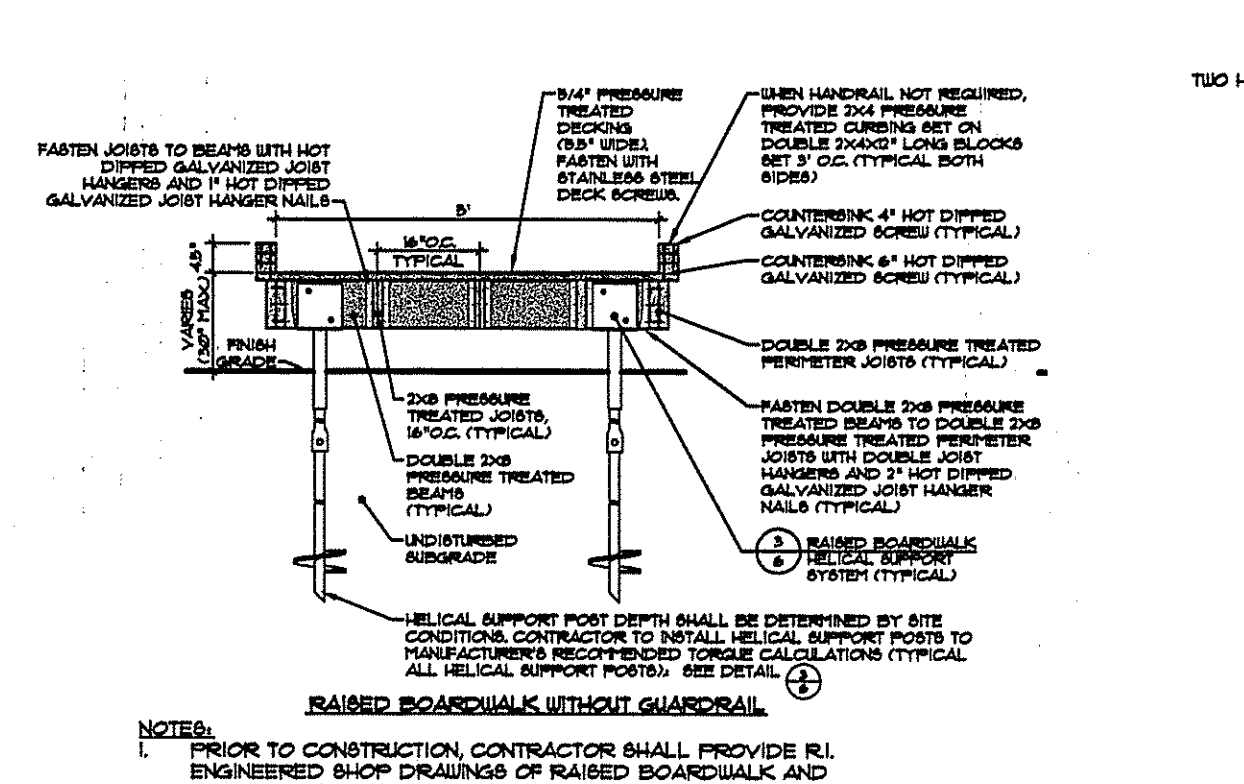 TWO H
FASTEN JOISTS TO BEAMS WITH HOT
DIPPED GALVANIZED JOIST
HANGERS AND 1" HOT DIPPED
GALVANIZED JOIST HANGER NAILS
5/4" PRESSURE
TREATED
DECKING
(5.5" WIDE).
FASTEN WITH
STAINLESS STEEL
DECK SCREWS.
WHEN HANDRAIL NOT REQUIRED,
PROVIDE 2X4 PRESSURE
TREATED CURBING SET ON
DOUBLE 2X4X12" LONG BLOCKS
SET 3' O.C. (TYPICAL BOTH
SIDES)
5'
16"O.C.
TYPICAL
4.5"
VARIES
(30" MAX.)
FINISH
GRADE
COUNTERSINK 4" HOT DIPPED
GALVANIZED SCREW (TYPICAL)
COUNTERSINK 6" HOT DIPPED
GALVANIZED SCREW (TYPICAL)
DOUBLE 2X8 PRESSURE TREATED
PERIMETER JOISTS (TYPICAL)
2X8 PRESSURE
TREATED JOISTS,
16"O.C. (TYPICAL)
DOUBLE 2X8
PRESSURE TREATED
BEAMS
(TYPICAL)
UNDISTURBED
SUBGRADE
FASTEN DOUBLE 2X8 PRESSURE
TREATED BEAMS TO DOUBLE 2X8
PRESSURE TREATED PERIMETER
JOISTS WITH DOUBLE JOIST
HANGERS AND 2" HOT DIPPED
GALVANIZED JOIST HANGER
NAILS (TYPICAL)
3
6
RAISED BOARDWALK
HELICAL SUPPORT
SYSTEM (TYPICAL)
HELICAL SUPPORT POST DEPTH SHALL BE DETERMINED BY SITE
CONDITIONS. CONTRACTOR TO INSTALL HELICAL SUPPORT POSTS TO
MANUFACTURER'S RECOMMENDED TORQUE CALCULATIONS (TYPICAL
ALL HELICAL SUPPORT POSTS). SEE DETAIL
3
6
RAISED BOARDWALK WITHOUT GUARDRAIL
NOTES:
1. PRIOR TO CONSTRUCTION, CONTRACTOR SHALL PROVIDE R.I.
ENGINEERED SHOP DRAWINGS OF RAISED BOARDWALK AND